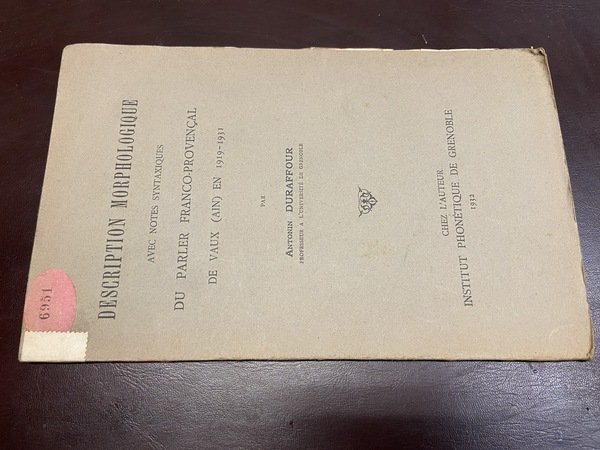 DESCRIPTION MORPHOLOGIQUE
AVEC NOTES SYNTAXIQUES
DU PARLER FRANCO-PROVENÇAL
DE VAUX (AIN) EN 1919-1931
PAR
ANTONIN DURAFFOUR
PROFESSEUR A L'UNIVERSITÉ DE GRENOBLE
CHEZ L'AUTEUR
INSTITUT PHONÉTIQUE DE GRENOBLE
1932
6951